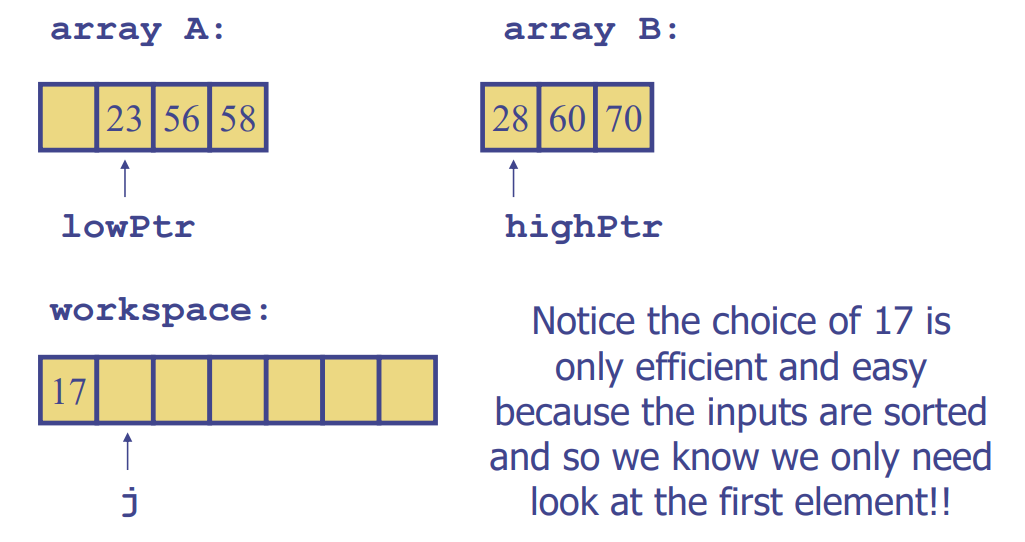 array A:
array B:
23 56 58
28 60 70
lowPtr
highPtr
workspace:
17
j
Notice the choice of 17 is
only efficient and easy
because the inputs are sorted
and so we know we only need
look at the first element!!